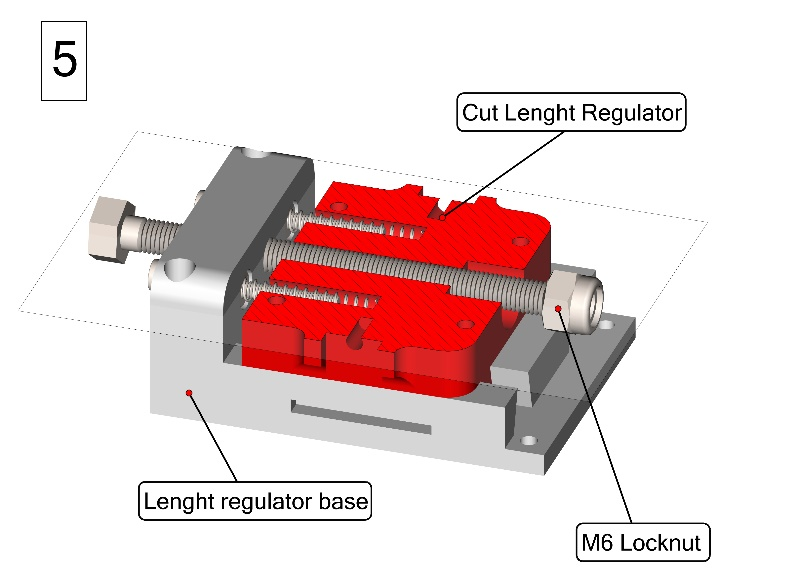 5
Cut Lenght Regulator
Lenght regulator base
M6 Locknut